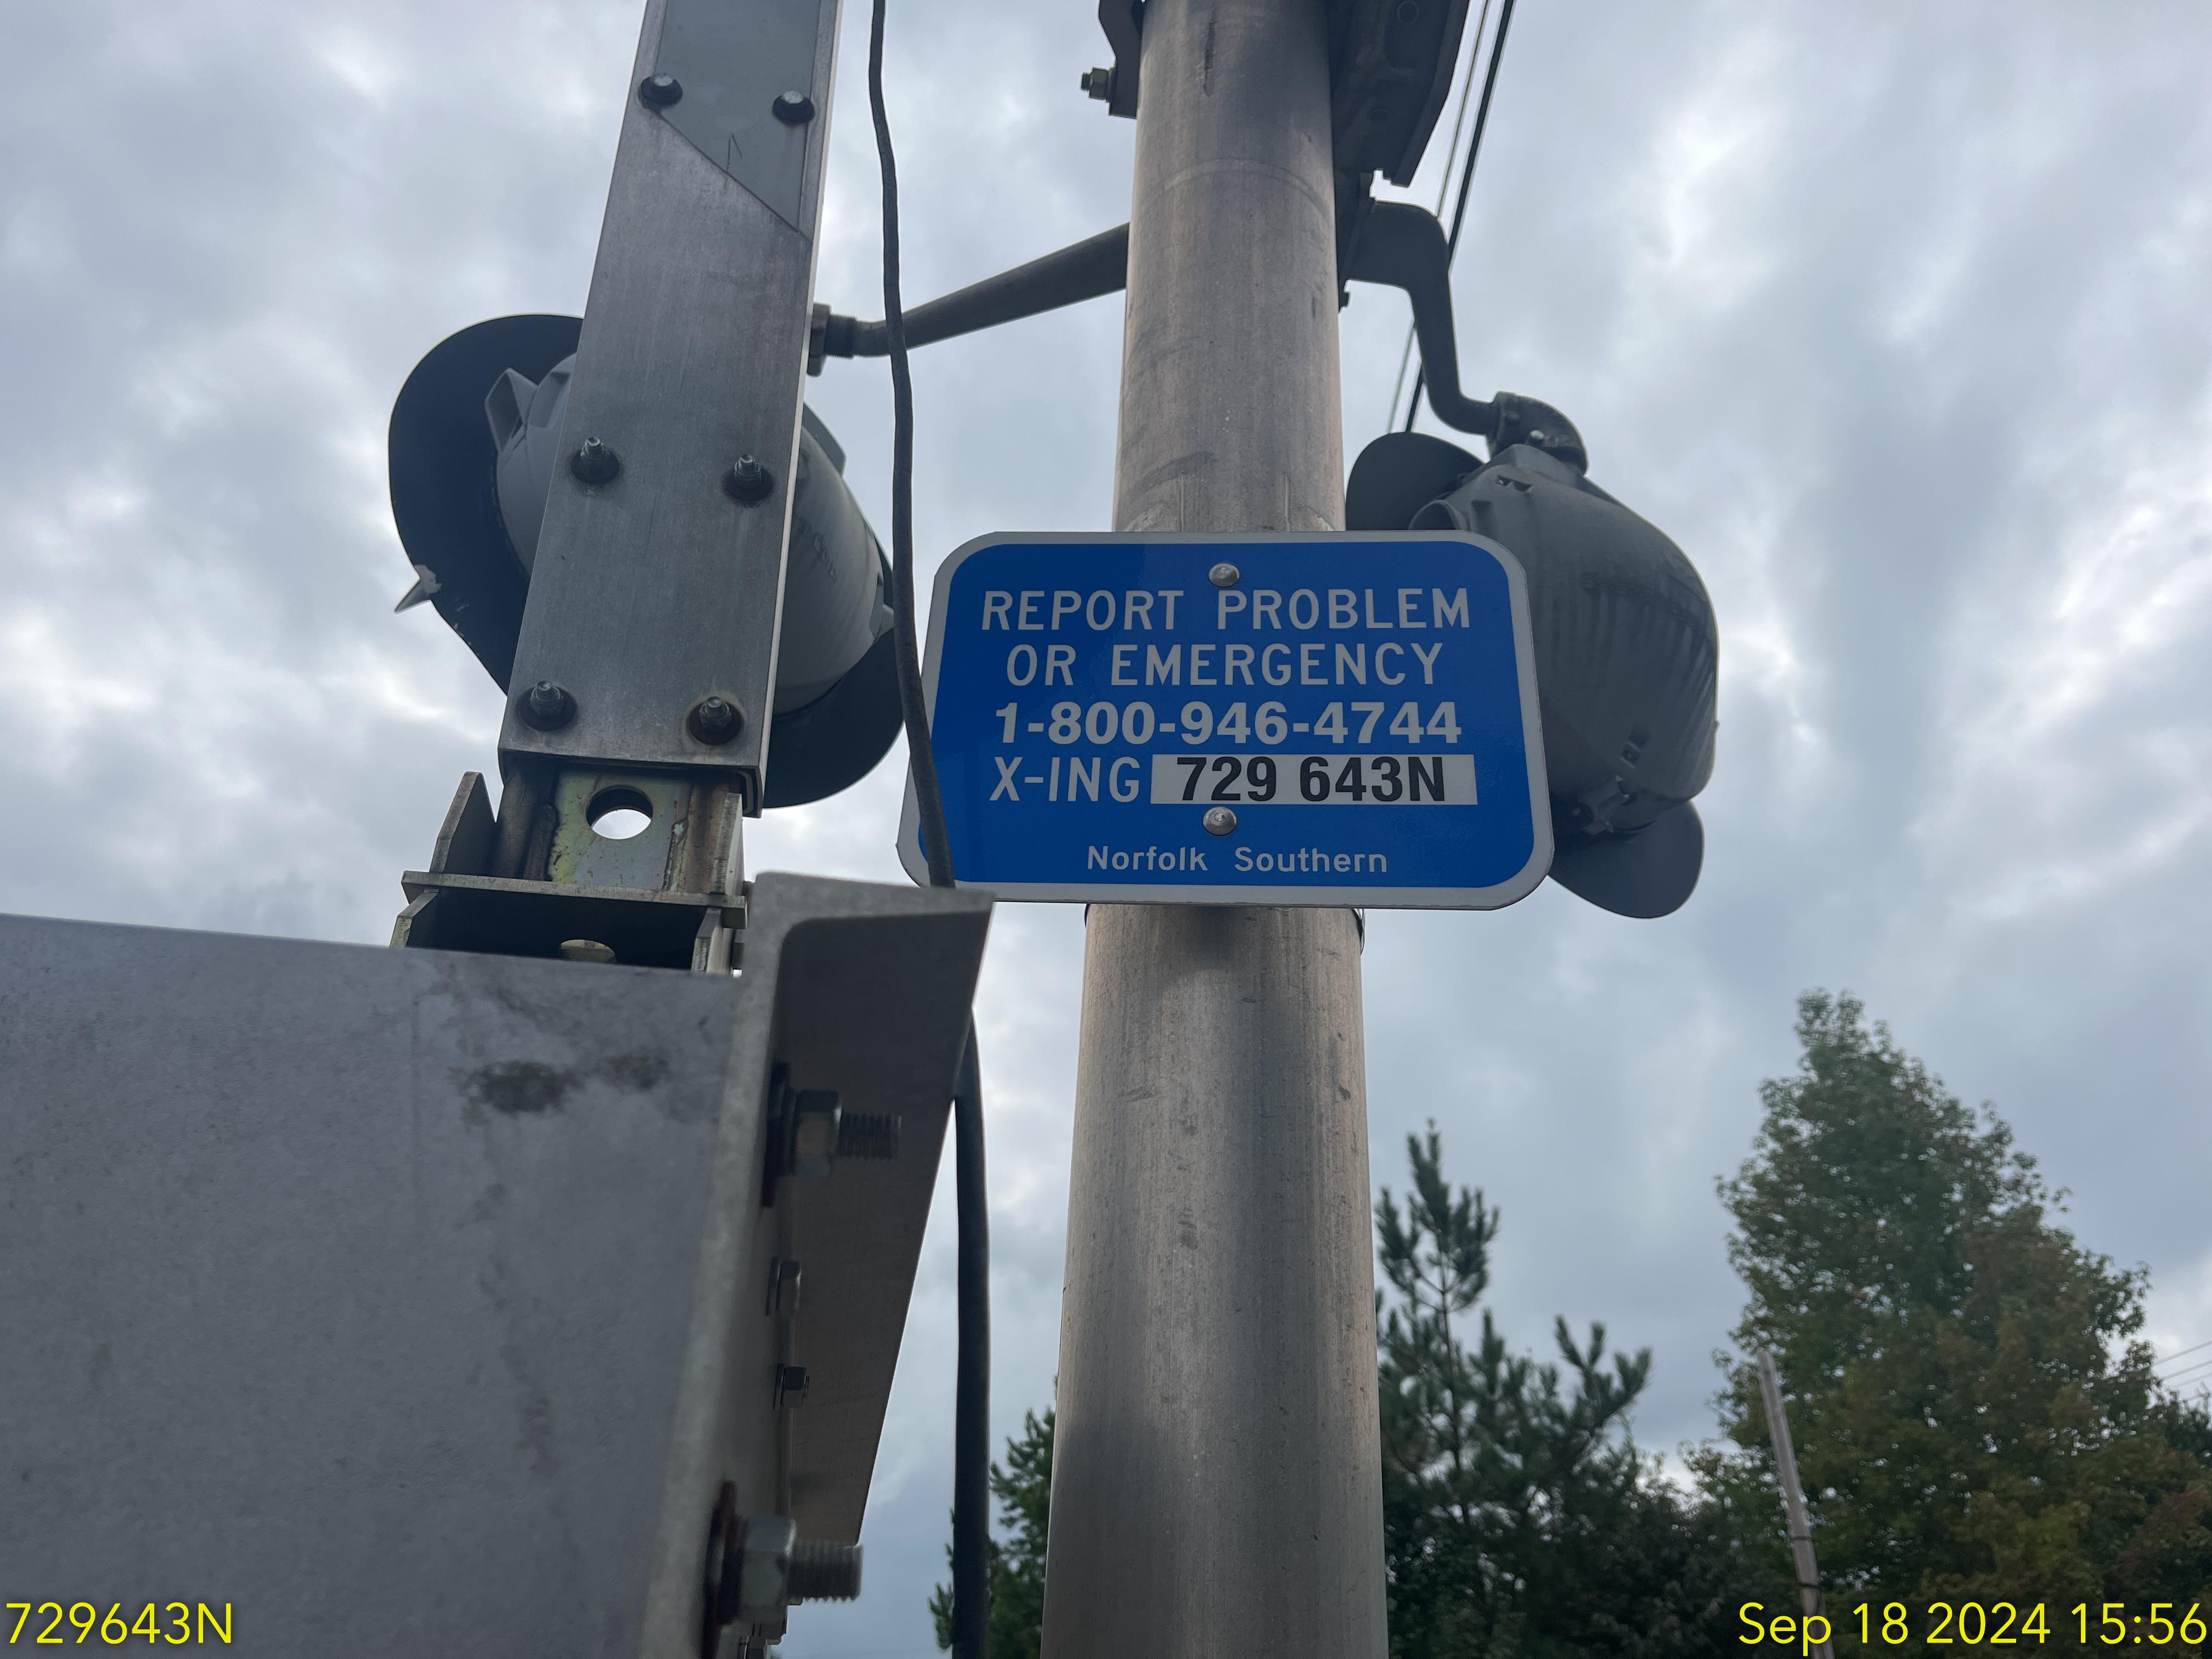 REPORT PROBLEM
OR EMERGENCY
1-800-946-4744
X-ING 729 643N
Norfolk Southern
729643N
Sep 18 2024 15:56